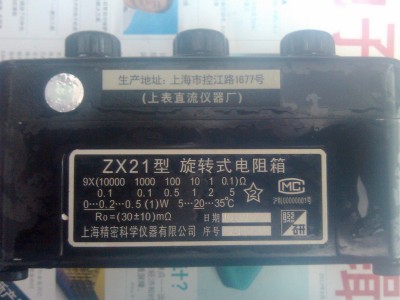 生产地址: 上海市控江路1677号
(上表直流仪器厂)
ZX21型 旋转式电阻箱
9X(10000 1000 100 10 1 0.1)Ω
0.1 0.1 0.5 1 2 5
2
0…0.2…0.5 (1)W 5…20…35℃
R₀=(30±10)mΩ
日期
上海精密科学仪器有限公司 序号
MC
研